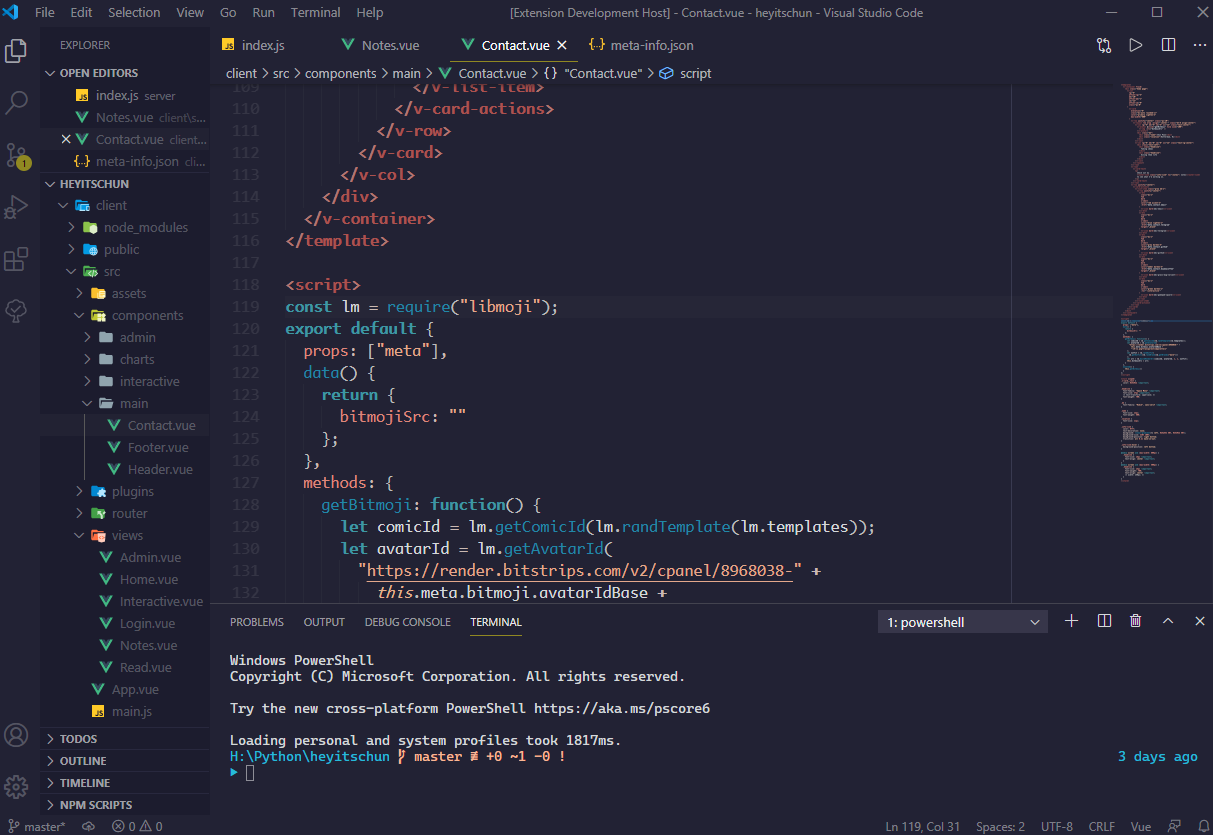 File Edit Selection View Go Run Terminal Help [Extension Development Host] - Contact.vue - heyitschun - Visual Studio Code
EXPLORER
OPEN EDITORS
JS index.js server
Notes.vue client\s...
Contact.vue client...
{..} meta-info.json cli...
HEYITSCHUN
client
node_modules
public
src
assets
components
admin
charts
interactive
main
Contact.vue
Footer.vue
Header.vue
plugins
router
views
Admin.vue
Home.vue
Interactive.vue
Login.vue
Notes.vue
Read.vue
App.vue
JS main.js
TODOS
OUTLINE
TIMELINE
NPM SCRIPTS
1
JS index.js Notes.vue Contact.vue {..} meta-info.json
client > src > components > main > Contact.vue > {} "Contact.vue" > script
109 </v-list-item>
110 </v-card-actions>
111 </v-row>
112 </v-card>
113 </v-col>
114 </div>
115 </v-container>
116 </template>
117
118 <script>
119 const lm = require("libmoji");
120 export default {
121 props: ["meta"],
122 data() {
123 return {
124 bitmojiSrc: ""
125 };
126 },
127 methods: {
128 getBitmoji: function() {
129 let comicId = lm.getComicId(lm.randTemplate(lm.templates));
130 let avatarId = lm.getAvatarId(
131 "https://render.bitstrips.com/v2/cpanel/8968038-" +
132 this.meta.bitmoji.avatarIdBase +
PROBLEMS OUTPUT DEBUG CONSOLE TERMINAL 1: powershell
Windows PowerShell
Copyright (C) Microsoft Corporation. All rights reserved.
Try the new cross-platform PowerShell https://aka.ms/pscore6
Loading personal and system profiles took 1817ms.
H:\Python\heyitschun master ≢ +0 ~1 -0 ! 3 days ago
master* 0 0 Ln 119, Col 31 Spaces: 2 UTF-8 CRLF Vue